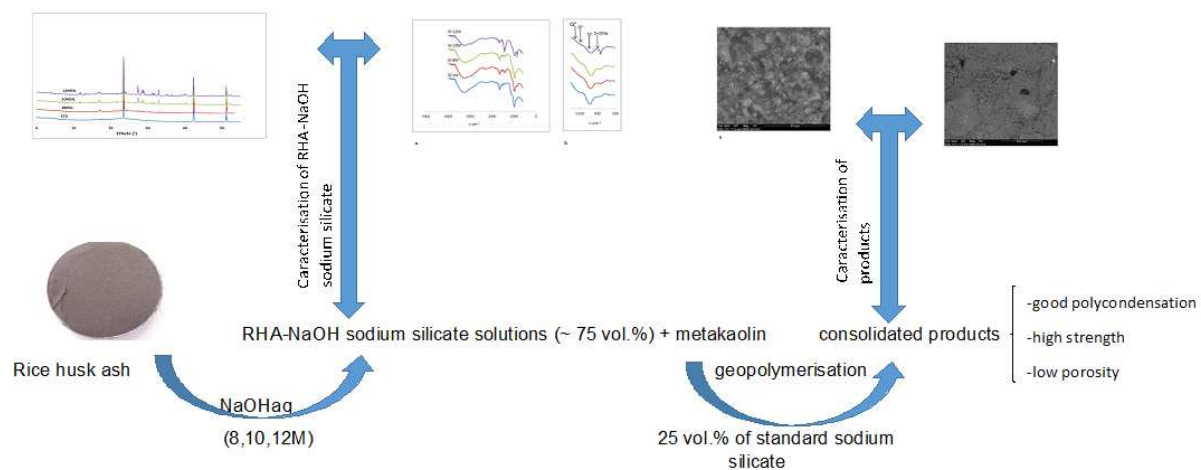 Caracterisation of RHA-NaOH
sodium silicate
Caracterisation of
products
RHA-NaOH sodium silicate solutions (~ 75 vol.%) + metakaolin
consolidated products
-good polycondensation
-high strength
-low porosity
Rice husk ash
geopolymerisation
NaOHaq
(8,10,12M)
25 vol.% of standard sodium
silicate